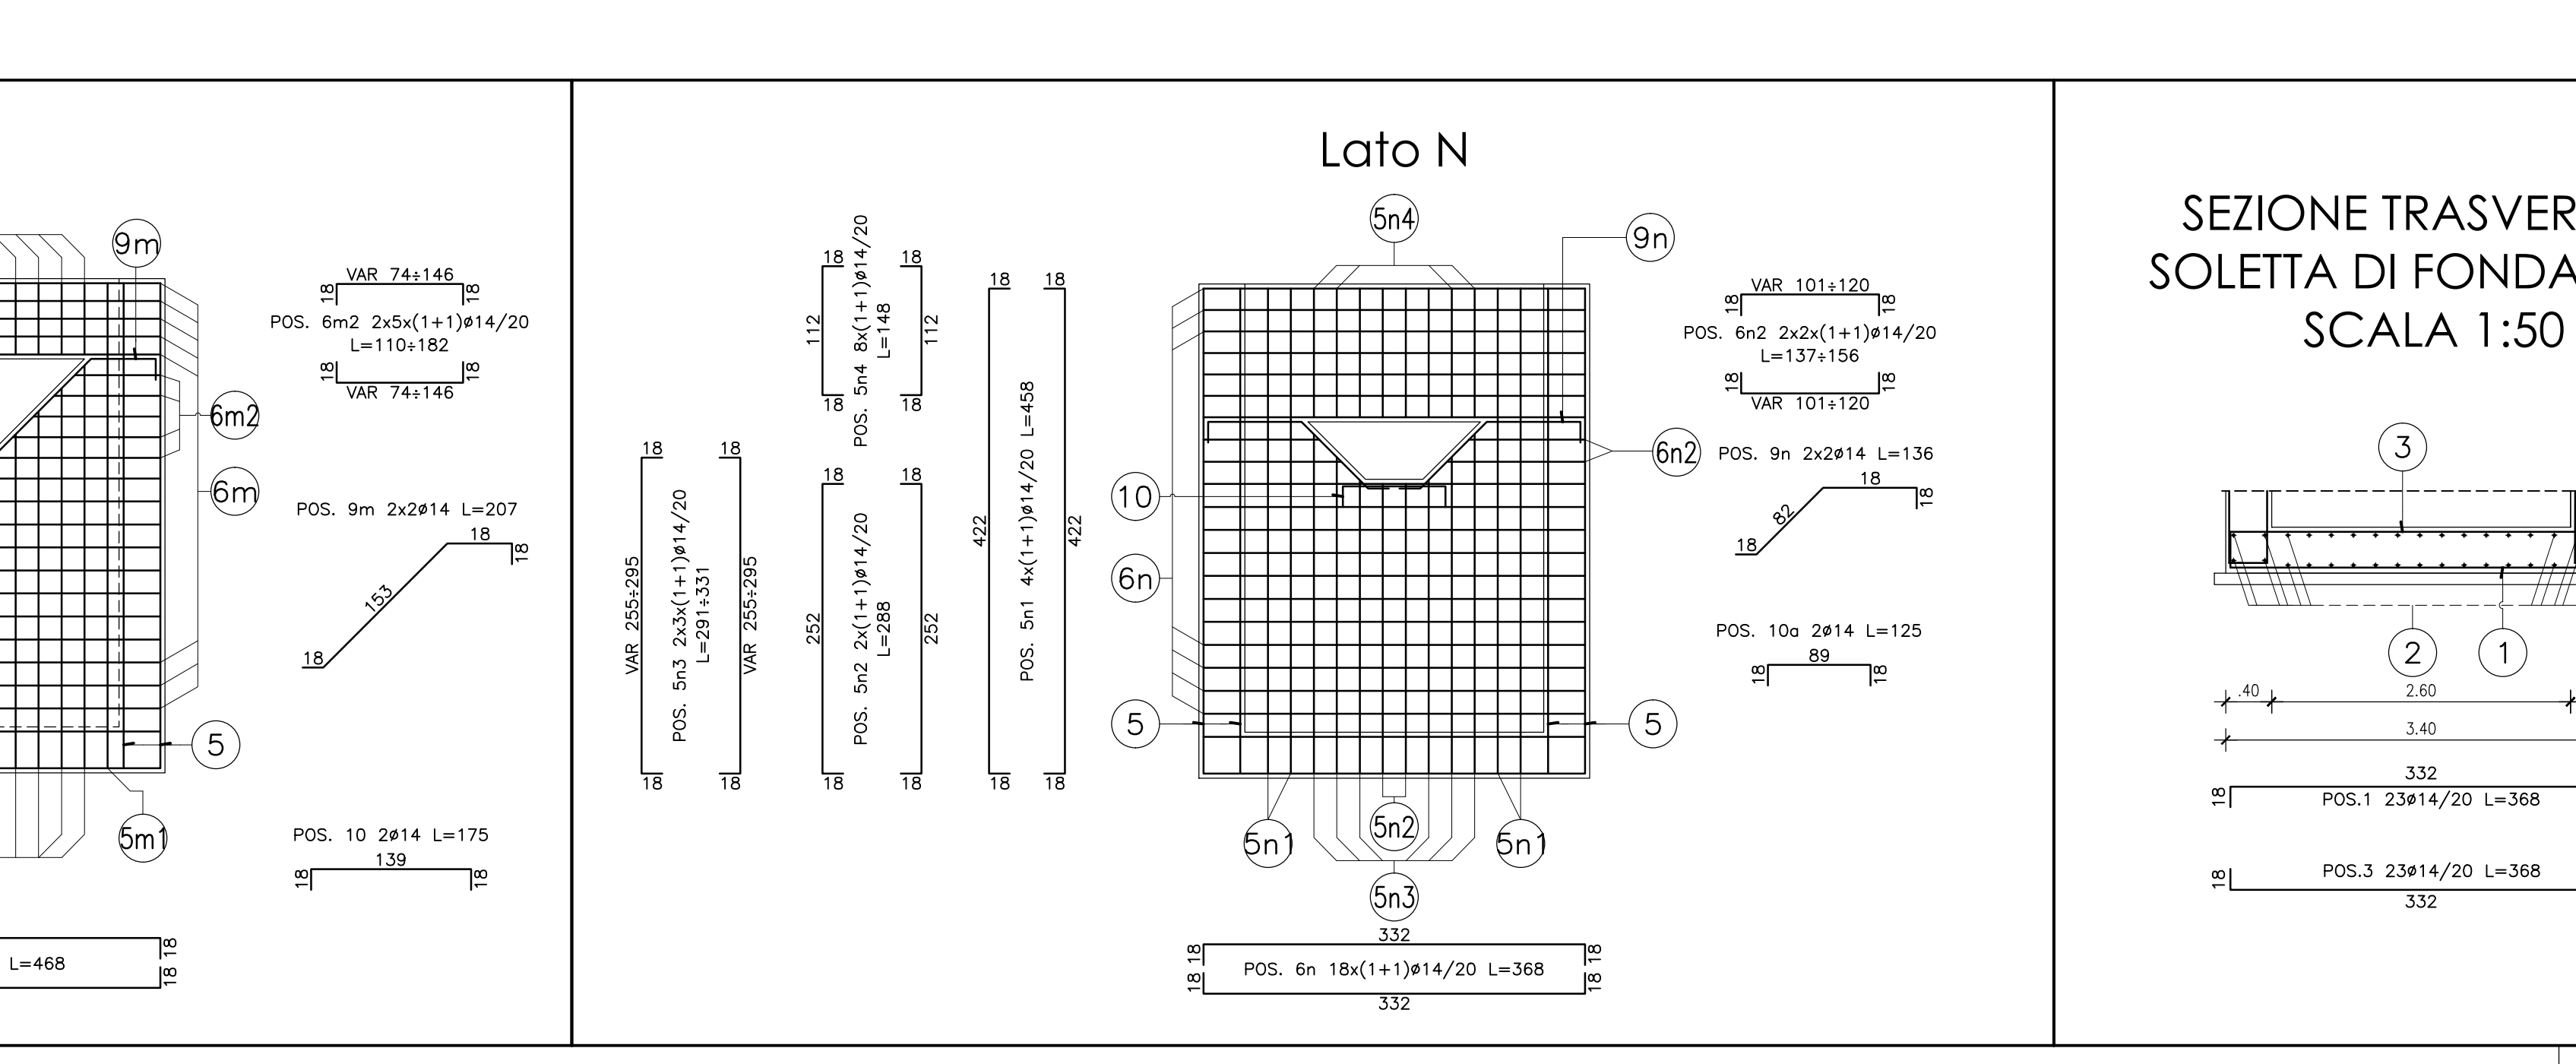 9m
VAR 74÷146
18
18
POS. 6m2 2x5x(1+1)ø14/20
L=110÷182
18
18
VAR 74÷146
6m2
6m
POS. 9m 2x2ø14 L=207
18
18
153
18
5
5m1
POS. 10 2ø14 L=175
139
18
18
L=468
18
18
Lato N
18
18
VAR 255÷295
POS. 5n3 2x3x(1+1)ø14/20
L=291÷331
VAR 255÷295
18
18
18
18
112
POS. 5n4 8x(1+1)ø14/20
L=148
112
18
18
18
18
252
POS. 5n2 2x(1+1)ø14/20
L=288
252
18
18
18
18
422
POS. 5n1 4x(1+1)ø14/20 L=458
422
18
18
5n4
9n
10
6n
6n2
5
5
5n1
5n2
5n1
5n3
332
18
18
POS. 6n 18x(1+1)ø14/20 L=368
18
18
332
VAR 101÷120
18
18
POS. 6n2 2x2x(1+1)ø14/20
L=137÷156
18
18
VAR 101÷120
POS. 9n 2x2ø14 L=136
18
18
82
18
POS. 10a 2ø14 L=125
89
18
18
SEZIONE TRASVER
SOLETTA DI FONDA
SCALA 1:50
3
2
1
.40
2.60
3.40
332
18
POS.1 23ø14/20 L=368
18
POS.3 23ø14/20 L=368
332